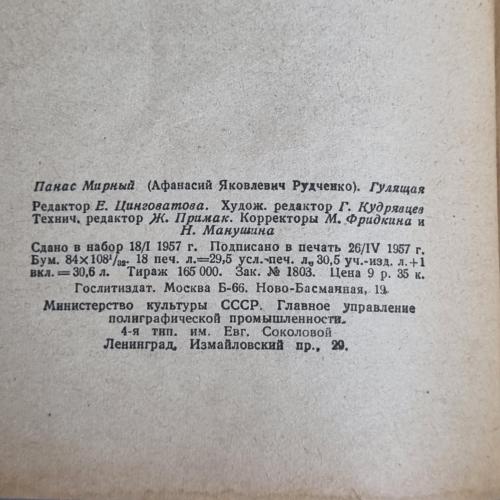 Панас Мирный (Афанасий Яковлевич Рудченко). Гулящая
Редактор Е. Цинговатова. Худож. редактор Г. Кудрявцев
Технич. редактор Ж. Примак. Корректоры М. Фридкина и
Н. Манушина
Сдано в набор 18/I 1957 г. Подписано в печать 26/IV 1957 г.
Бум. 84×108¹/₃₂. 18 печ. л.=29,5 усл.-печ. л., 30,5 уч.-изд. л.+1
вкл.=30,6 л. Тираж 165 000. Зак. № 1803. Цена 9 р. 35 к.
Гослитиздат. Москва Б-66. Ново-Басманная, 19.
Министерство культуры СССР. Главное управление
полиграфической промышленности.
4-я тип. им. Евг. Соколовой
Ленинград, Измайловский пр., 29.